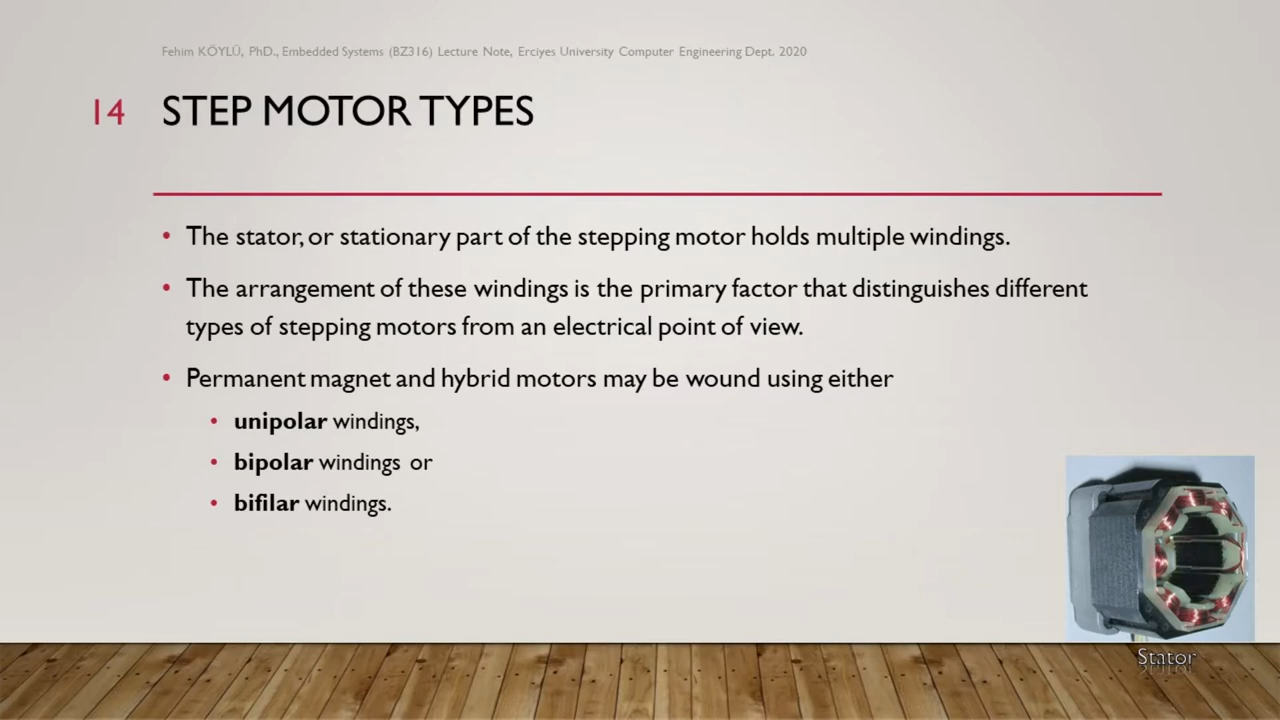 Fehim KÖYLÜ, PhD., Embedded Systems (BZ316) Lecture Note, Erciyes University Computer Engineering Dept. 2020
14 STEP MOTOR TYPES
• The stator, or stationary part of the stepping motor holds multiple windings.
• The arrangement of these windings is the primary factor that distinguishes different
types of stepping motors from an electrical point of view.
• Permanent magnet and hybrid motors may be wound using either
• unipolar windings,
• bipolar windings or
• bifilar windings.
Stator